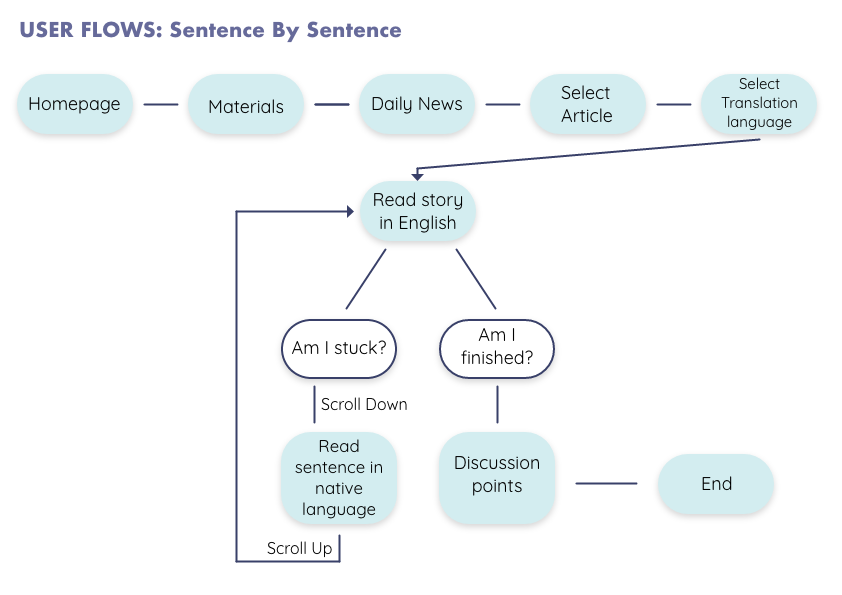 USER FLOWS: Sentence By Sentence
Homepage
Materials
Daily News
Select
Article
Select
Translation
language
Read story
in English
Am I stuck?
Am I
finished?
Scroll Down
Read
sentence in
native
language
Discussion
points
End
Scroll Up